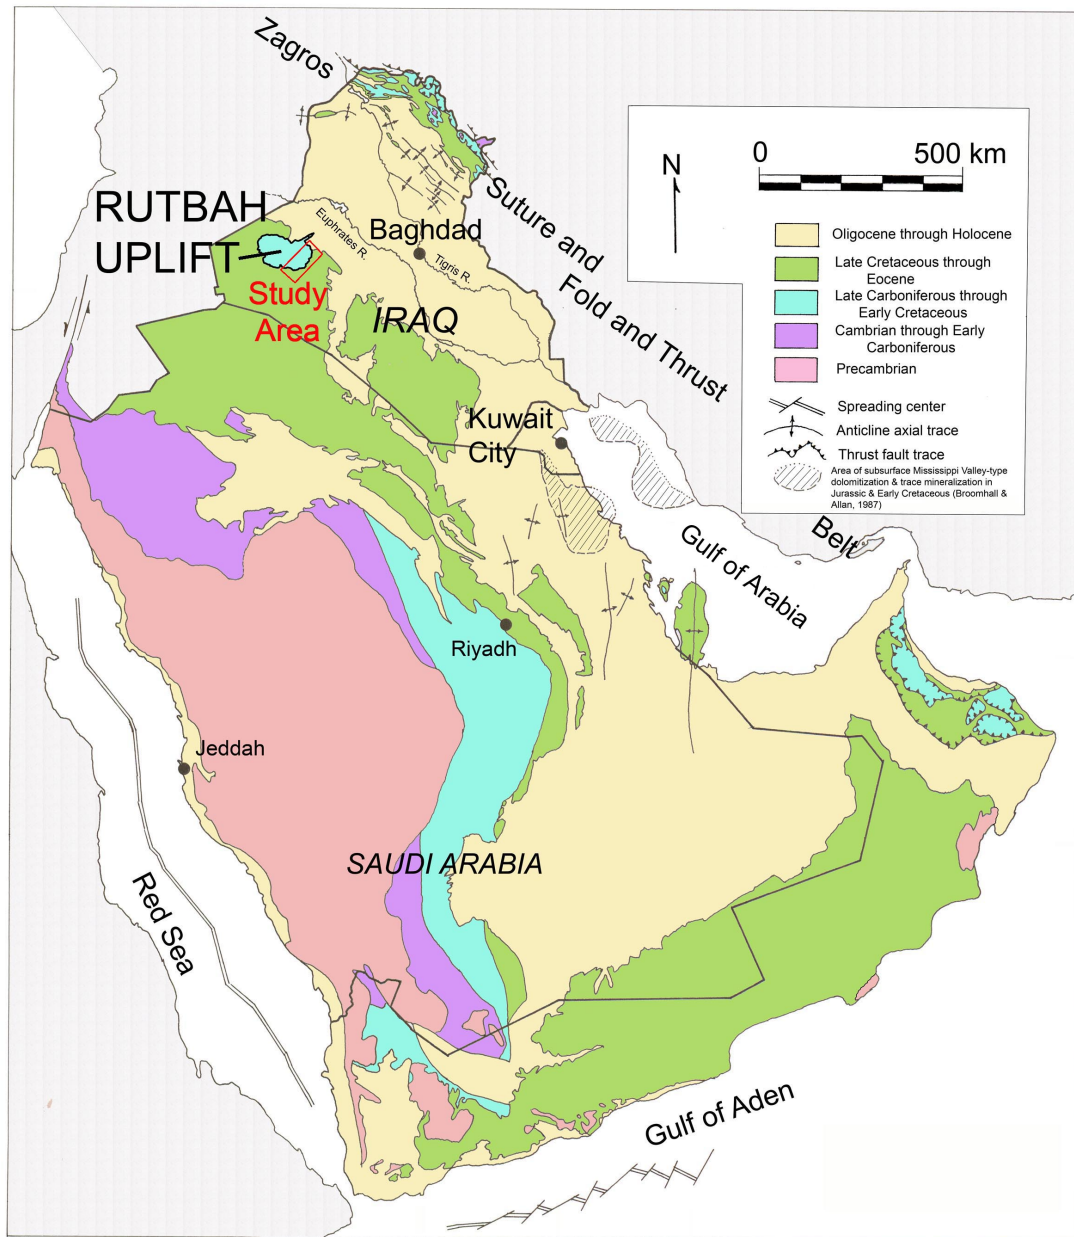 Zagros
Suture and
Fold and Thrust
Belt
N
0 500 km
RUTBAH
UPLIFT
Euphrates R.
Baghdad
Tigris R.
Study
Area
IRAQ
Kuwait
City
Gulf of Arabia
Riyadh
Jeddah
SAUDI ARABIA
Red Sea
Gulf of Aden
Oligocene through Holocene
Late Cretaceous through
Eocene
Late Carboniferous through
Early Cretaceous
Cambrian through Early
Carboniferous
Precambrian
Spreading center
Anticline axial trace
Thrust fault trace
Area of subsurface Mississippi Valley-type
dolomitization & trace mineralization in
Jurassic & Early Cretaceous (Broomhall &
Allan, 1987)